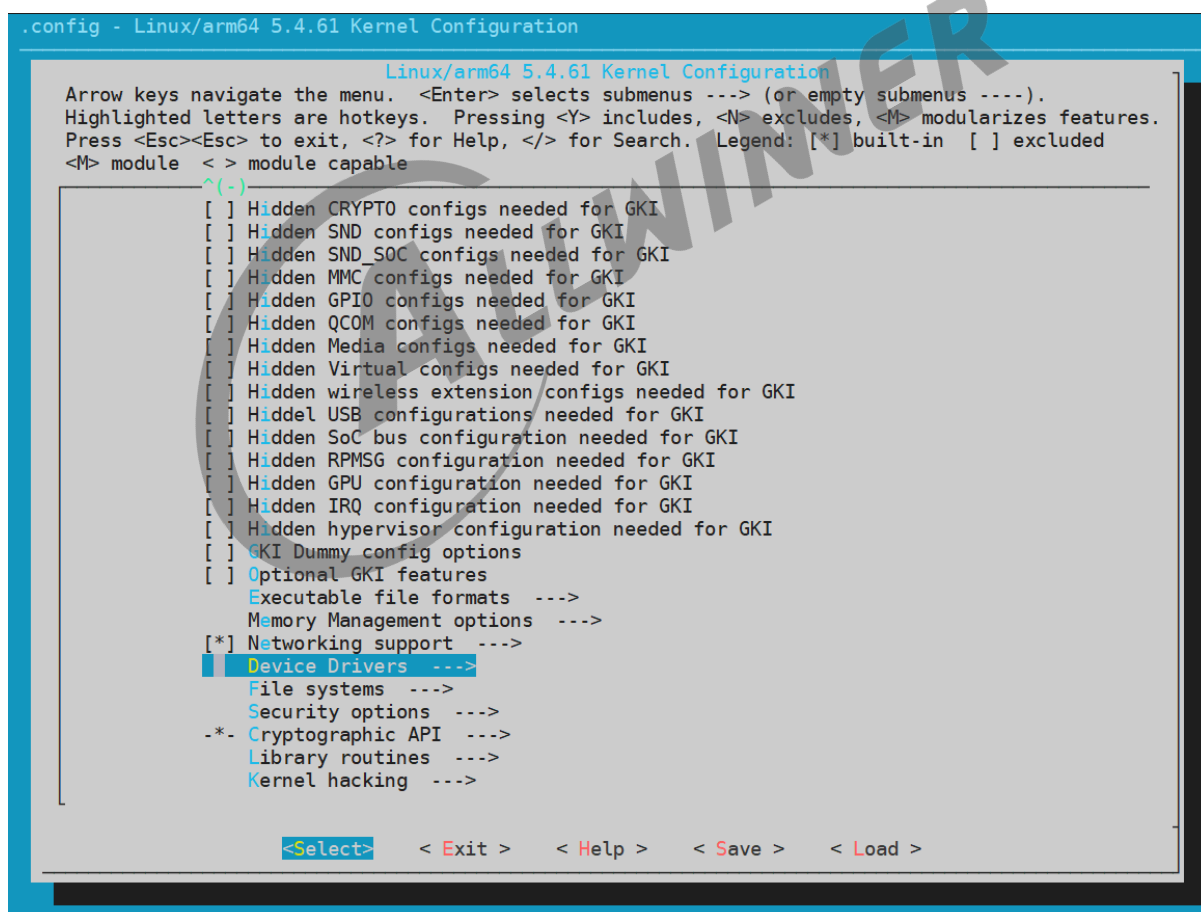 .config - Linux/arm64 5.4.61 Kernel Configuration
Linux/arm64 5.4.61 Kernel Configuration
Arrow keys navigate the menu.  <Enter> selects submenus ---> (or empty submenus ----).
Highlighted letters are hotkeys.  Pressing <Y> includes, <N> excludes, <M> modularizes features.
Press <Esc><Esc> to exit, <?> for Help, </> for Search.  Legend: [*] built-in  [ ] excluded
<M> module  < > module capable
^(-)
[ ] Hidden CRYPTO configs needed for GKI
[ ] Hidden SND configs needed for GKI
[ ] Hidden SND_SOC configs needed for GKI
[ ] Hidden MMC configs needed for GKI
[ ] Hidden GPIO configs needed for GKI
[ ] Hidden QCOM configs needed for GKI
[ ] Hidden Media configs needed for GKI
[ ] Hidden Virtual configs needed for GKI
[ ] Hidden wireless extension configs needed for GKI
[ ] Hiddel USB configurations needed for GKI
[ ] Hidden SoC bus configuration needed for GKI
[ ] Hidden RPMSG configuration needed for GKI
[ ] Hidden GPU configuration needed for GKI
[ ] Hidden IRQ configuration needed for GKI
[ ] Hidden hypervisor configuration needed for GKI
[ ] GKI Dummy config options
[ ] Optional GKI features
Executable file formats  --->
Memory Management options  --->
[*] Networking support  --->
Device Drivers  --->
File systems  --->
Security options  --->
-*- Cryptographic API  --->
Library routines  --->
Kernel hacking  --->
<Select>    < Exit >    < Help >    < Save >    < Load >
ALLWINNER